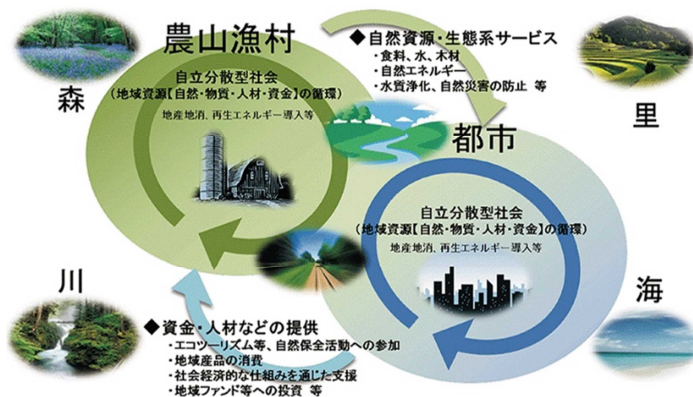 農山漁村
自立分散型社会
(地域資源【自然・物質・人材・資金】の循環)
地産地消、再生エネルギー導入等
◆自然資源・生態系サービス
・食料、水、木材
・自然エネルギー
・水質浄化、自然災害の防止 等
森
里
都市
自立分散型社会
(地域資源【自然・物質・人材・資金】の循環)
地産地消、再生エネルギー導入等
川
海
◆資金・人材などの提供
・エコツーリズム等、自然保全活動への参加
・地域産品の消費
・社会経済的な仕組みを通じた支援
・地域ファンド等への投資 等